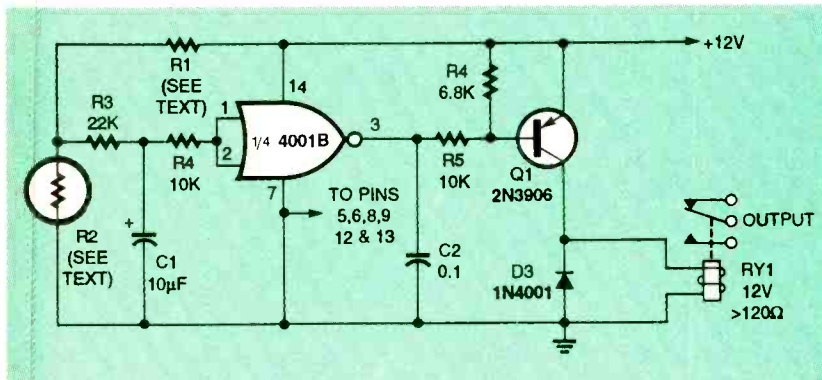 R1
(SEE
TEXT)
+12V
R3
22K
14
R4
6.8K
1
2
1/4 4001B
3
R4
10K
R5
10K
Q1
2N3906
7
TO PINS
5,6,8,9
12 & 13
R2
(SEE
TEXT)
+
C1
10μF
C2
0.1
D3
1N4001
OUTPUT
RY1
12V
>120Ω